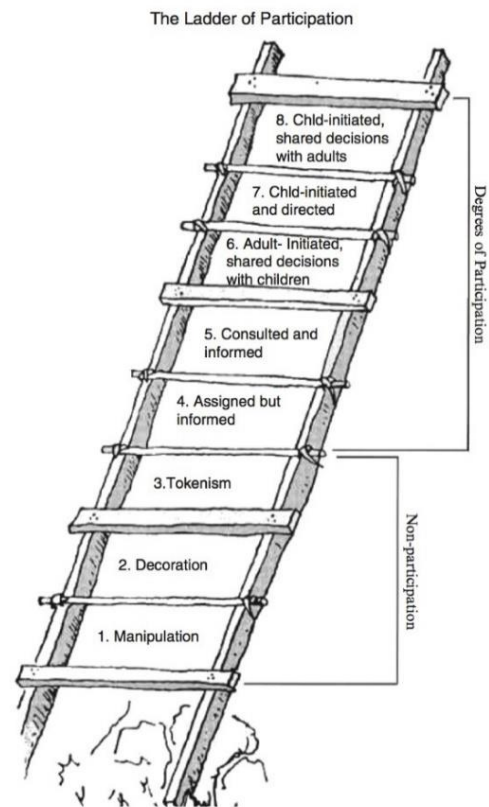 The Ladder of Participation
8. Chld-initiated,
shared decisions
with adults
7. Chld-initiated
and directed
6. Adult- Initiated,
shared decisions
with children
5. Consulted and
informed
4. Assigned but
informed
3.Tokenism
2. Decoration
1. Manipulation
Degrees of Participation
Non-participation